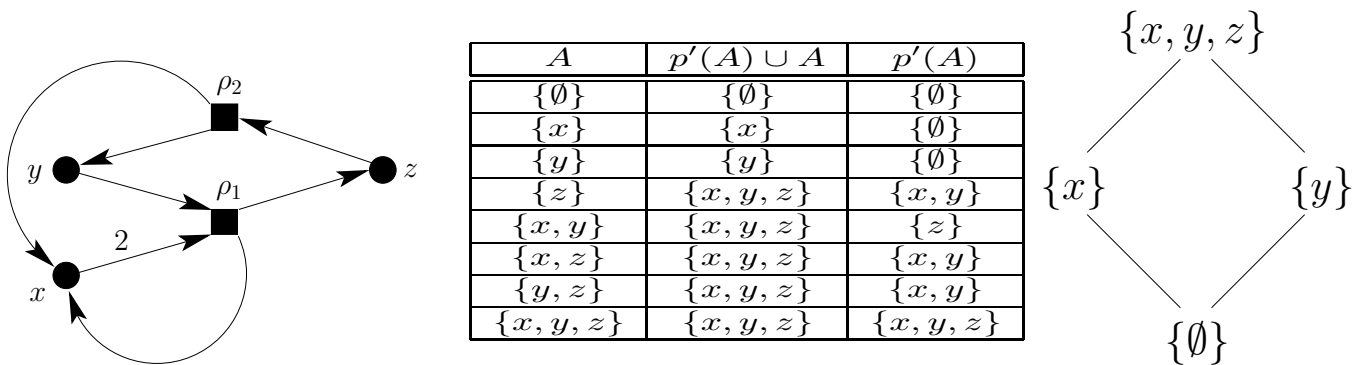 ρ₂
y
z
ρ₁
2
x
A p′(A) ∪ A p′(A)
{∅} {∅} {∅}
{x} {x} {∅}
{y} {y} {∅}
{z} {x, y, z} {x, y}
{x, y} {x, y, z} {z}
{x, z} {x, y, z} {x, y}
{y, z} {x, y, z} {x, y}
{x, y, z} {x, y, z} {x, y, z}
{x, y, z}
{x} {y}
{∅}